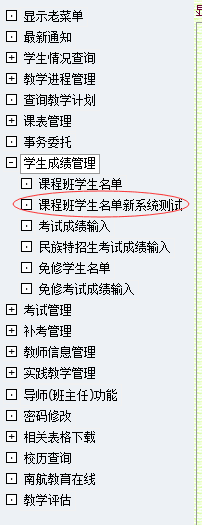 显示老菜单
最新通知
学生情况查询
教学进程管理
查询教学计划
课表管理
事务委托
学生成绩管理
课程班学生名单
课程班学生名单新系统测试
考试成绩输入
民族特招生考试成绩输入
免修学生名单
免修考试成绩输入
考试管理
补考管理
教师信息管理
实践教学管理
导师(班主任)功能
密码修改
相关表格下载
校历查询
南航教育在线
教学评估